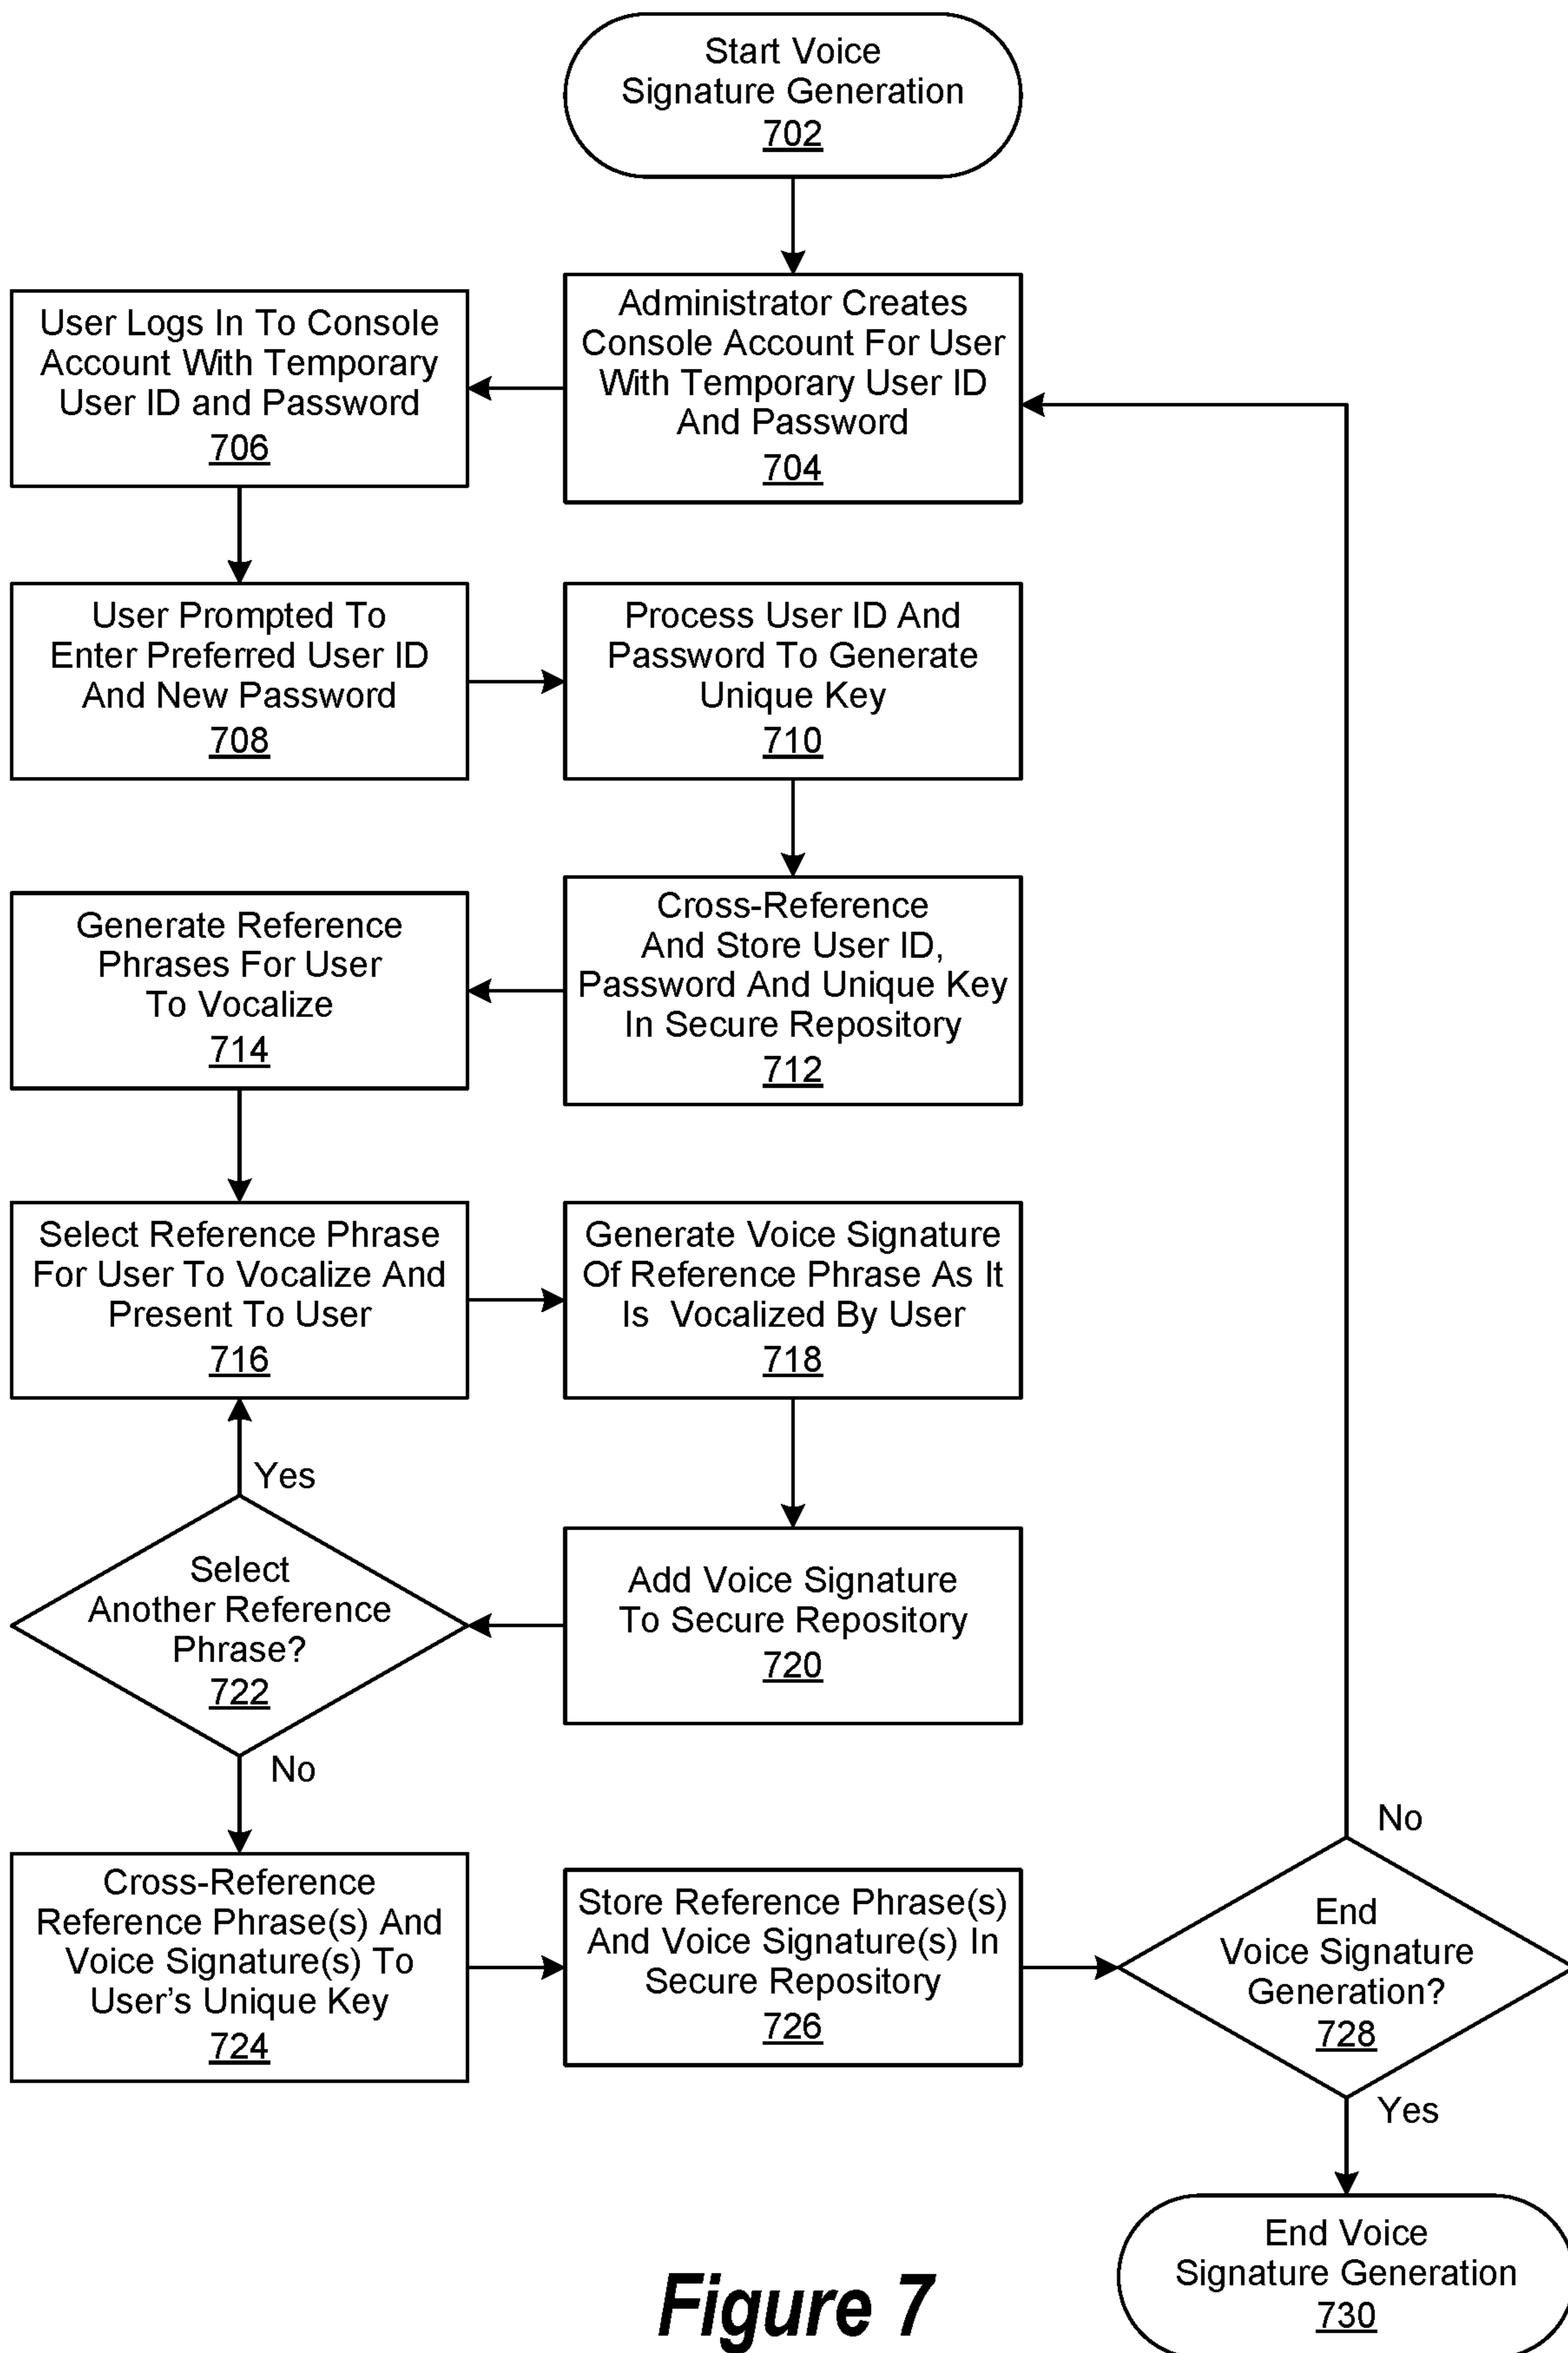 Start Voice
Signature Generation
702
Administrator Creates
Console Account For User
With Temporary User ID
And Password
704
User Logs In To Console
Account With Temporary
User ID and Password
706
User Prompted To
Enter Preferred User ID
And New Password
708
Process User ID And
Password To Generate
Unique Key
710
Cross-Reference
And Store User ID,
Password And Unique Key
In Secure Repository
712
Generate Reference
Phrases For User
To Vocalize
714
Select Reference Phrase
For User To Vocalize And
Present To User
716
Generate Voice Signature
Of Reference Phrase As It
Is Vocalized By User
718
Add Voice Signature
To Secure Repository
720
Yes
Select
Another Reference
Phrase?
722
No
Cross-Reference
Reference Phrase(s) And
Voice Signature(s) To
User's Unique Key
724
Store Reference Phrase(s)
And Voice Signature(s) In
Secure Repository
726
No
End
Voice Signature
Generation?
728
Yes
End Voice
Signature Generation
730
Figure 7